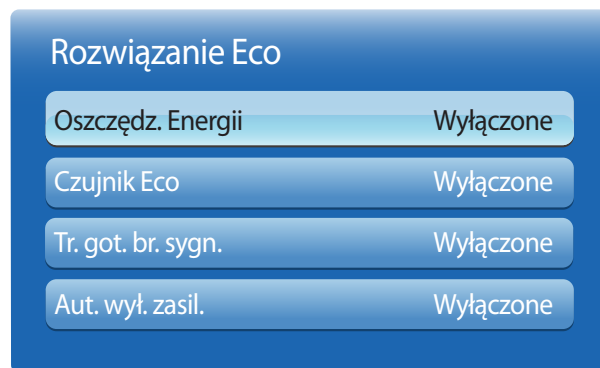 Rozwiązanie Eco
Oszczędz. Energii Wyłączone
Czujnik Eco Wyłączone
Tr. got. br. sygn. Wyłączone
Aut. wył. zasil. Wyłączone